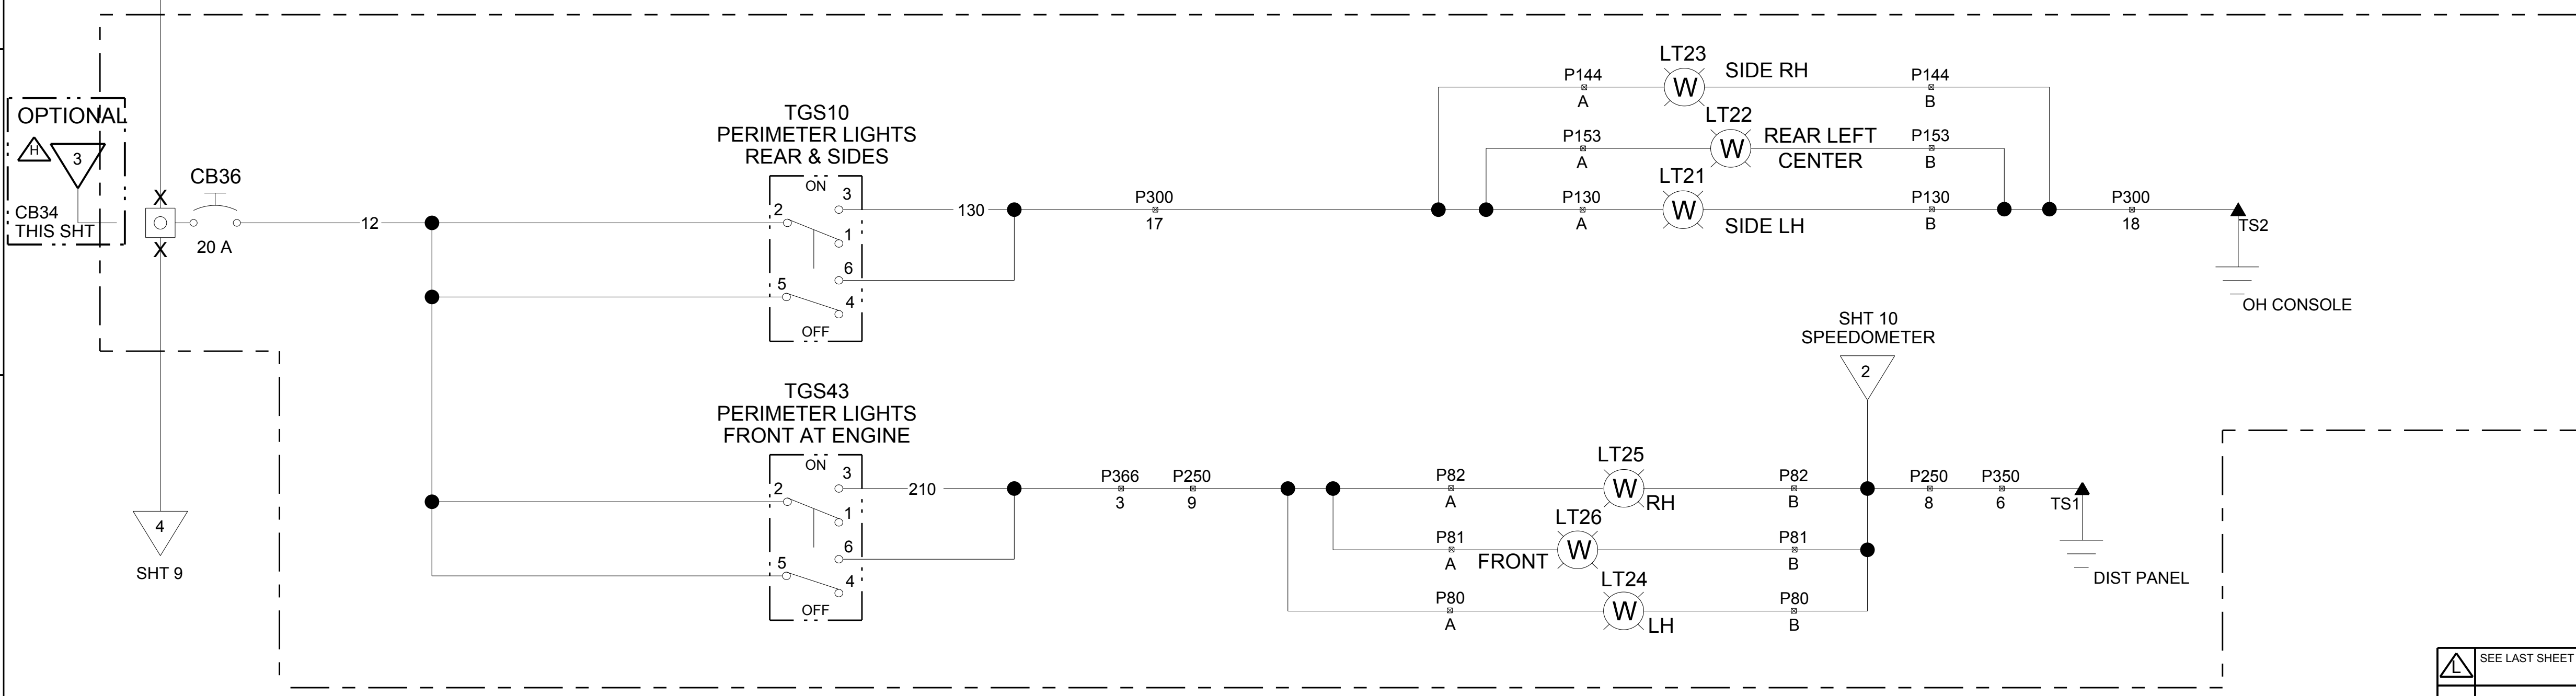 OPTIONAL
H
3
CB34
THIS SHT
X
X
CB36
20 A
12
4
SHT 9
TGS10
PERIMETER LIGHTS
REAR & SIDES
ON
3
2
1
6
5
4
OFF
130
P300
17
LT23
P144
A
W
SIDE RH
P144
B
LT22
P153
A
W
REAR LEFT
CENTER
P153
B
LT21
P130
A
W
SIDE LH
P130
B
P300
18
TS2
OH CONSOLE
TGS43
PERIMETER LIGHTS
FRONT AT ENGINE
ON
3
2
1
6
5
4
OFF
210
P366
3
P250
9
SHT 10
SPEEDOMETER
2
LT25
P82
A
W
RH
P82
B
LT26
P81
A
FRONT
W
P81
B
LT24
P80
A
W
LH
P80
B
P250
8
P350
6
TS1
DIST PANEL
L
SEE LAST SHEET